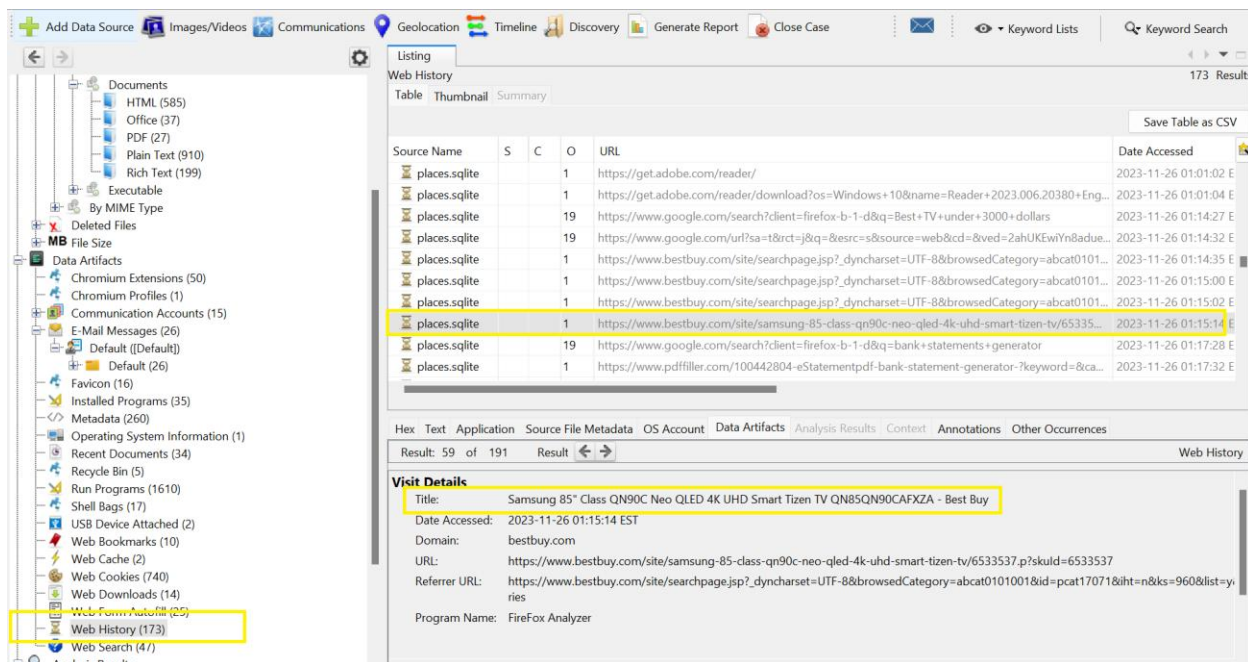 Add Data Source Images/Videos Communications Geolocation Timeline Discovery Generate Report Close Case Keyword Lists Keyword Search
Documents
HTML (585)
Office (37)
PDF (27)
Plain Text (910)
Rich Text (199)
Executable
By MIME Type
Deleted Files
MB File Size
Data Artifacts
Chromium Extensions (50)
Chromium Profiles (1)
Communication Accounts (15)
E-Mail Messages (26)
Default ([Default])
Default (26)
Favicon (16)
Installed Programs (35)
Metadata (260)
Operating System Information (1)
Recent Documents (34)
Recycle Bin (5)
Run Programs (1610)
Shell Bags (17)
USB Device Attached (2)
Web Bookmarks (10)
Web Cache (2)
Web Cookies (740)
Web Downloads (14)
Web Form Autofill (25)
Web History (173)
Web Search (47)
Listing
Web History 173 Result
Table Thumbnail Summary
Save Table as CSV
Source Name S C O URL Date Accessed
places.sqlite 1 https://get.adobe.com/reader/ 2023-11-26 01:01:02 E
places.sqlite 1 https://get.adobe.com/reader/download?os=Windows+10&name=Reader+2023.006.20380+Eng... 2023-11-26 01:01:04 E
places.sqlite 19 https://www.google.com/search?client=firefox-b-1-d&q=Best+TV+under+3000+dollars 2023-11-26 01:14:27 E
places.sqlite 19 https://www.google.com/url?sa=t&rct=j&q=&esrc=s&source=web&cd=&ved=2ahUKEwiYn8adue... 2023-11-26 01:14:32 E
places.sqlite 1 https://www.bestbuy.com/site/searchpage.jsp?_dyncharset=UTF-8&browsedCategory=abcat0101... 2023-11-26 01:14:35 E
places.sqlite 1 https://www.bestbuy.com/site/searchpage.jsp?_dyncharset=UTF-8&browsedCategory=abcat0101... 2023-11-26 01:15:00 E
places.sqlite 1 https://www.bestbuy.com/site/searchpage.jsp?_dyncharset=UTF-8&browsedCategory=abcat0101... 2023-11-26 01:15:02 E
places.sqlite 1 https://www.bestbuy.com/site/samsung-85-class-qn90c-neo-qled-4k-uhd-smart-tizen-tv/65335... 2023-11-26 01:15:14 E
places.sqlite 19 https://www.google.com/search?client=firefox-b-1-d&q=bank+statements+generator 2023-11-26 01:17:28 E
places.sqlite 1 https://www.pdffiller.com/100442804-eStatementpdf-bank-statement-generator-?keyword=&ca... 2023-11-26 01:17:32 E
Hex Text Application Source File Metadata OS Account Data Artifacts Analysis Results Context Annotations Other Occurrences
Result: 59 of 191 Result Web History
Visit Details
Title: Samsung 85" Class QN90C Neo QLED 4K UHD Smart Tizen TV QN85QN90CAFXZA - Best Buy
Date Accessed: 2023-11-26 01:15:14 EST
Domain: bestbuy.com
URL: https://www.bestbuy.com/site/samsung-85-class-qn90c-neo-qled-4k-uhd-smart-tizen-tv/6533537.p?skuId=6533537
Referrer URL: https://www.bestbuy.com/site/searchpage.jsp?_dyncharset=UTF-8&browsedCategory=abcat0101001&id=pcat17071&iht=n&ks=960&list=y
ries
Program Name: FireFox Analyzer